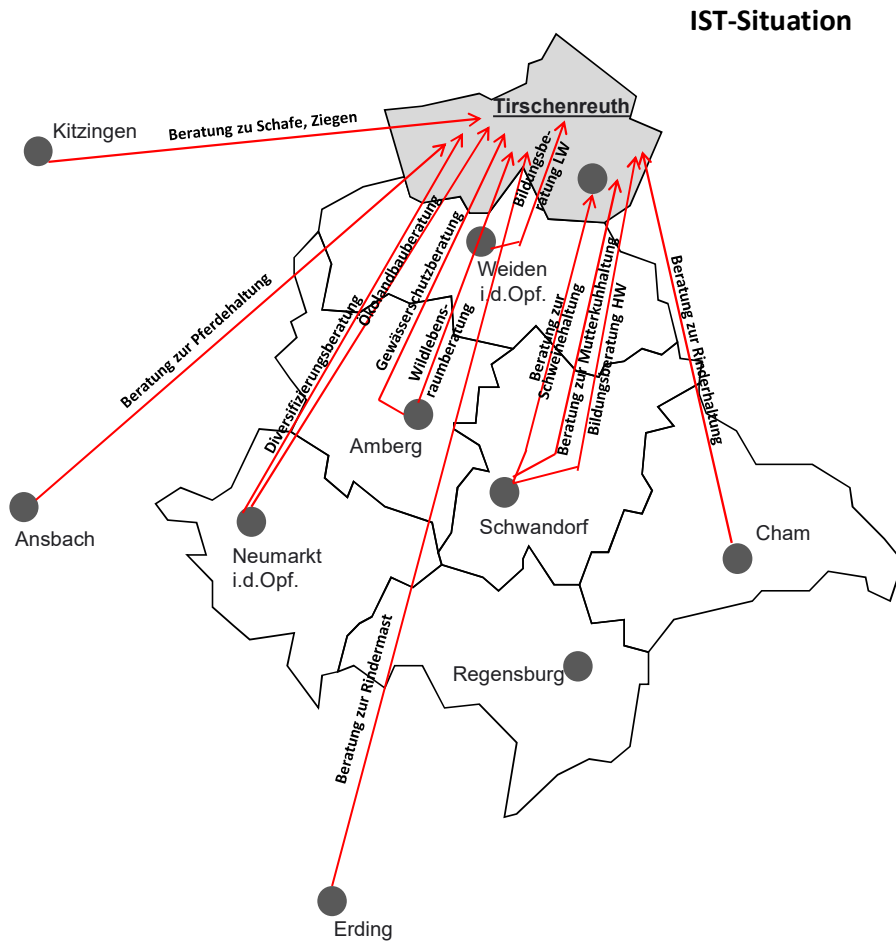 IST-Situation
Tirschenreuth
Kitzingen
Beratung zu Schafe, Ziegen
Bildungsbe-
ratung LW
Weiden
i.d.Opf.
Beratung zur Pferdehaltung
Diversifizierungsberatung
Ökolandbauberatung
Gewässerschutzberatung
Wildlebens-
raumberatung
Beratung zur
Schweinehaltung
Beratung zur Mutterkuhhaltung
Bildungsberatung HW
Beratung zur Rinderhaltung
Amberg
Ansbach
Neumarkt
i.d.Opf.
Schwandorf
Cham
Regensburg
Beratung zur Rindermast
Erding